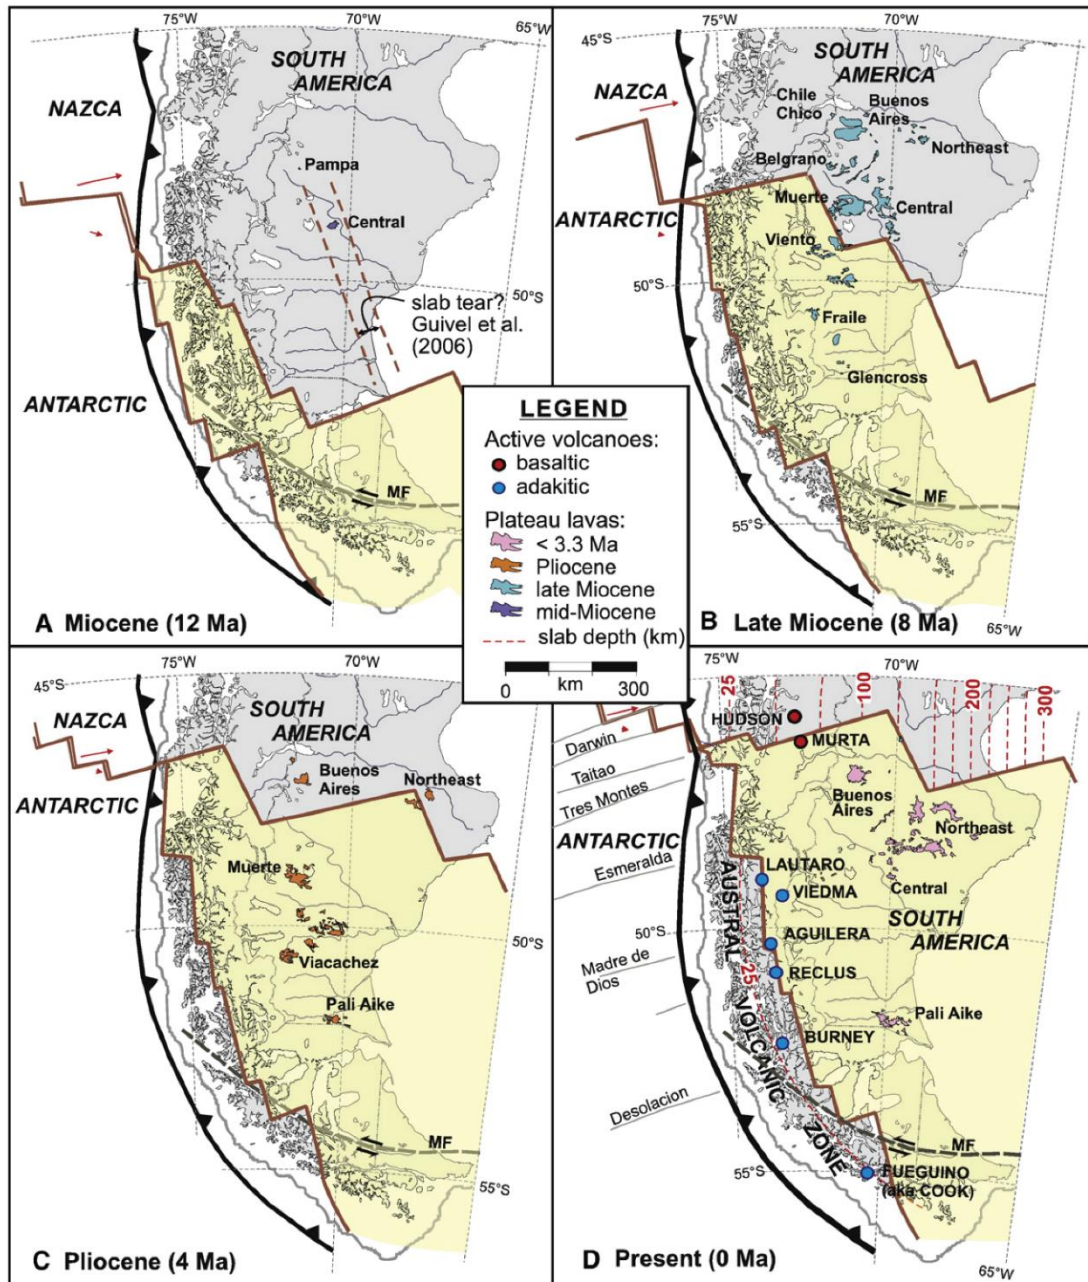 75°W
70°W
65°W
SOUTH
AMERICA
NAZCA
Pampa
Central
50°S
slab tear?
Guivel et al.
(2006)
ANTARCTIC
MF
A Miocene (12 Ma)
75°W
70°W
45°S
SOUTH
AMERICA
NAZCA
Chile
Chico
Buenos
Aires
Northeast
Belgrano
ANTARCTIC
Muerte
Central
Viento
50°S
Fraile
Glencross
MF
55°S
B Late Miocene (8 Ma)
65°W
LEGEND
Active volcanoes:
basaltic
adakitic
Plateau lavas:
< 3.3 Ma
Pliocene
late Miocene
mid-Miocene
slab depth (km)
0 km 300
75°W
70°W
45°S
NAZCA
SOUTH
AMERICA
Buenos
Aires
Northeast
ANTARCTIC
Muerte
50°S
Viacachez
Pali Aike
MF
55°S
C Pliocene (4 Ma)
75°W
70°W
25
100
200
300
HUDSON
MURTA
Darwin
Taitao
Tres Montes
Buenos
Aires
Northeast
ANTARCTIC
Esmeralda
LAUTARO
VIEDMA
Central
SOUTH
AMERICA
AUSTRAL
VOLCANIC
ZONE
50°S
AGUILERA
25
RECLUS
Madre de
Dios
Pali Aike
BURNEY
Desolacion
MF
55°S
FUEGUINO
(aka COOK)
D Present (0 Ma)
65°W